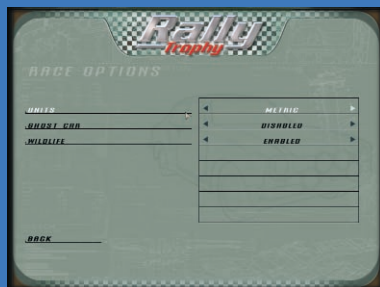 Rally
Trophy
RACE OPTIONS
UNITS METRIC
GHOST CAR DISABLED
WILDLIFE ENABLED
BACK